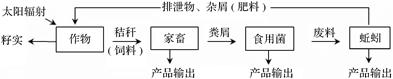 太阳辐射
排泄物、杂屑(肥料)
籽实
作物
秸秆
(饲料)
家畜
粪屑
食用菌
废料
蚯蚓
产品输出
产品输出
产品输出